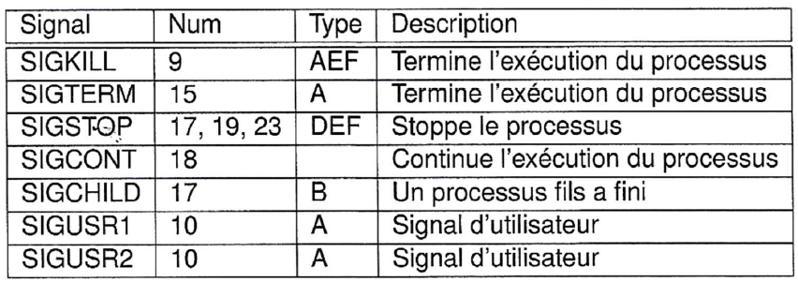 Signal Num Type Description
SIGKILL 9 AEF Termine l'exécution du processus
SIGTERM 15 A Termine l'exécution du processus
SIGSTOP 17, 19, 23 DEF Stoppe le processus
SIGCONT 18 Continue l'exécution du processus
SIGCHILD 17 B Un processus fils a fini
SIGUSR1 10 A Signal d'utilisateur
SIGUSR2 10 A Signal d'utilisateur